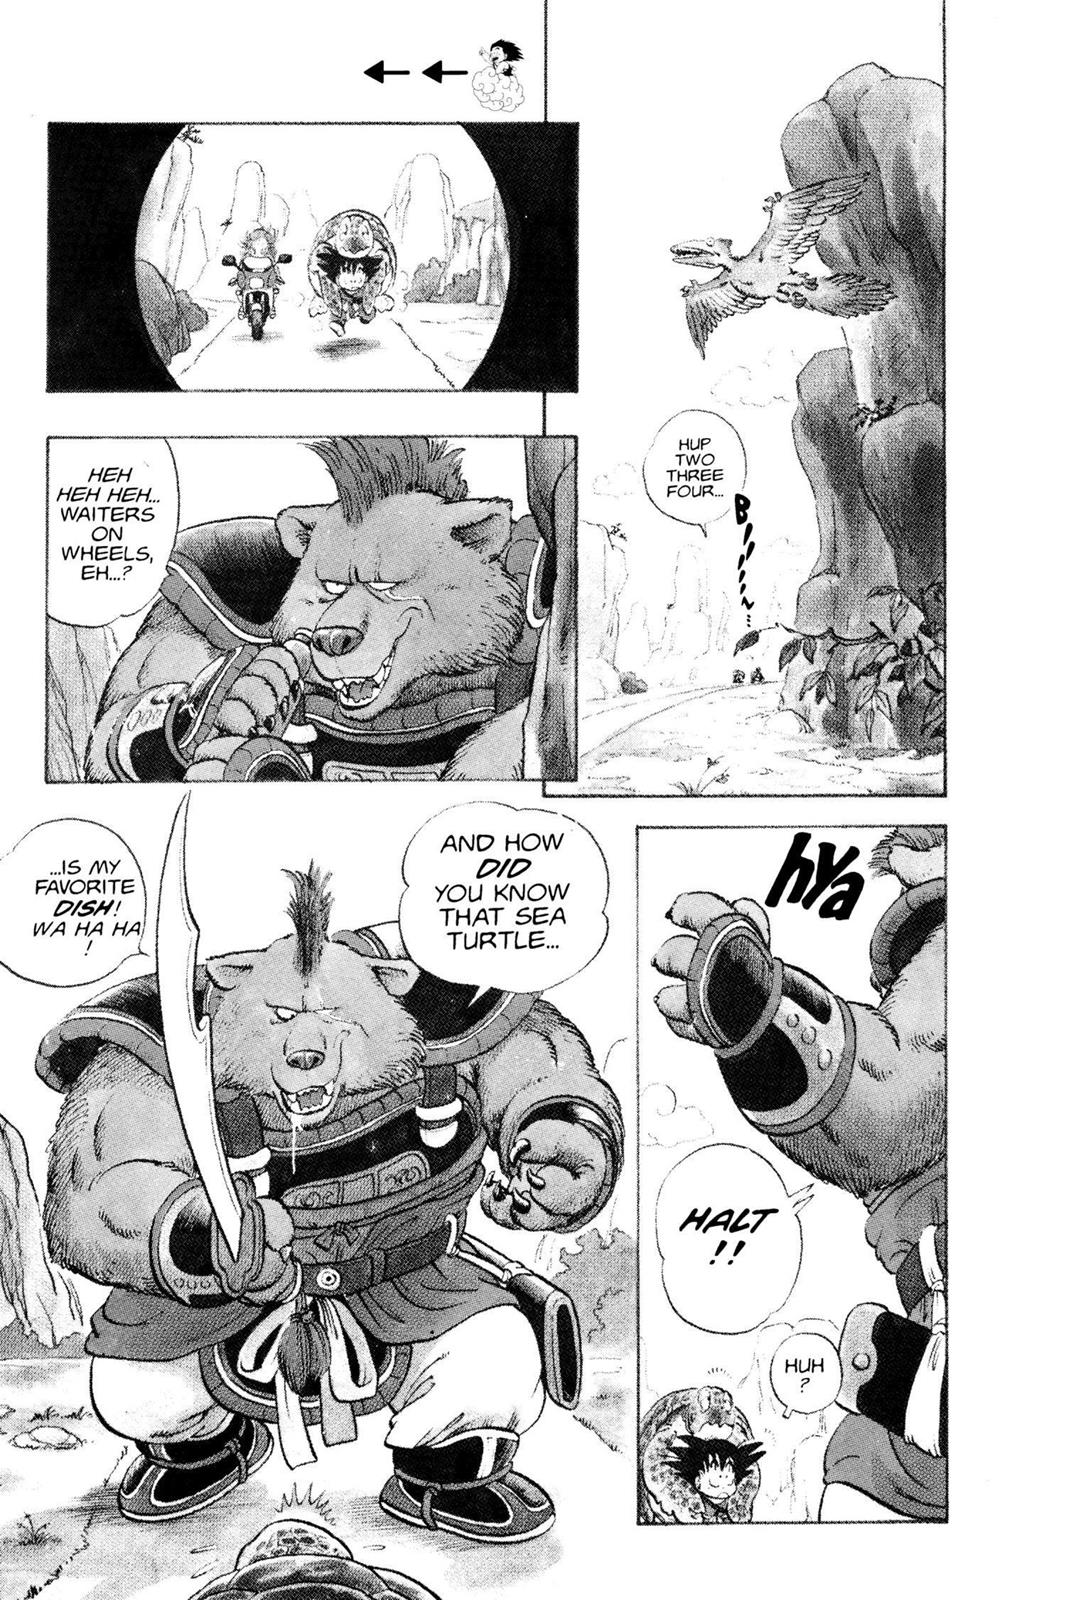 HUP
TWO
THREE
FOUR...
BIIIII~...
HEH
HEH HEH...
WAITERS
ON
WHEELS,
EH...?
hYa
HALT
!!
HUH
?
AND HOW
DID
YOU KNOW
THAT SEA
TURTLE...
...IS MY
FAVORITE
DISH!
WA HA HA
!